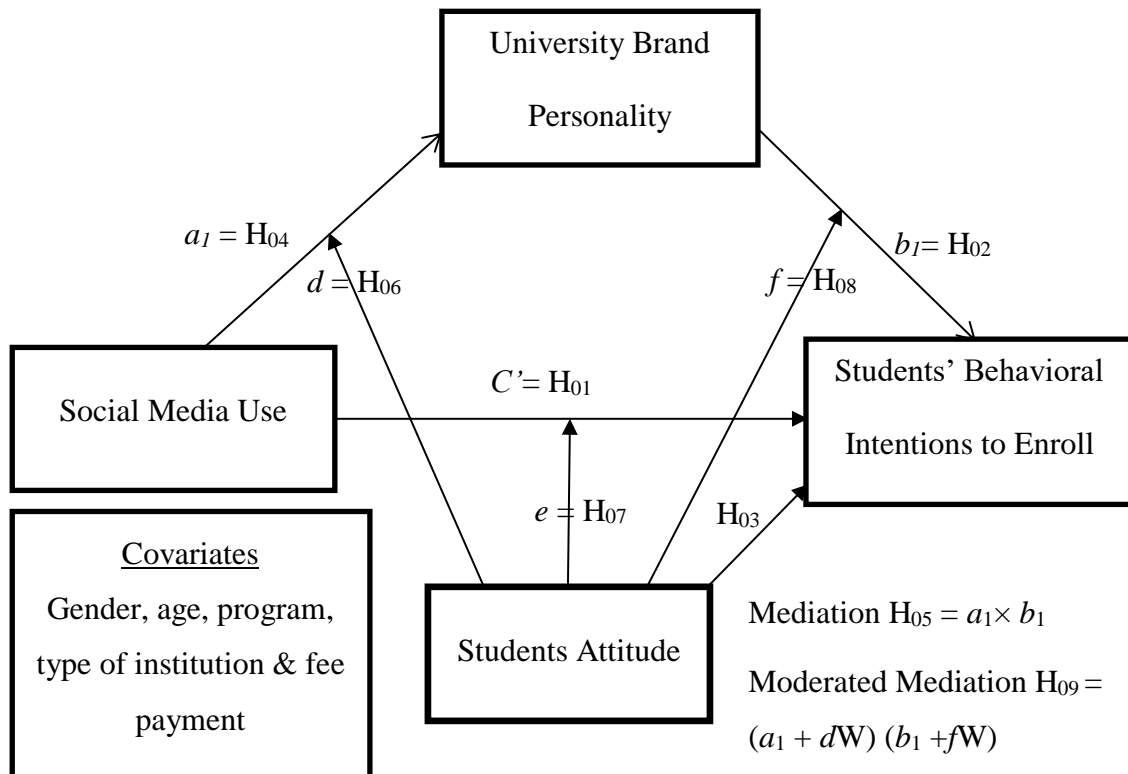 University Brand
Personality
a1 = H04
b1= H02
d = H06
f = H08
Social Media Use
C’= H01
Students’ Behavioral
Intentions to Enroll
e = H07
H03
Covariates
Gender, age, program,
type of institution & fee
payment
Students Attitude
Mediation H05 = a1× b1
Moderated Mediation H09 =
(a1 + dW) (b1 +fW)